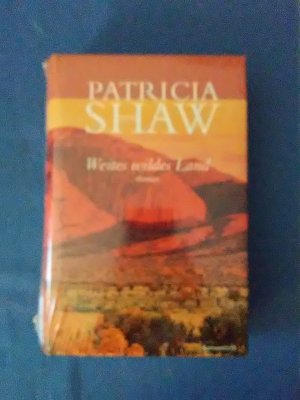 PATRICIA
SHAW
Weites wildes Land
Roman